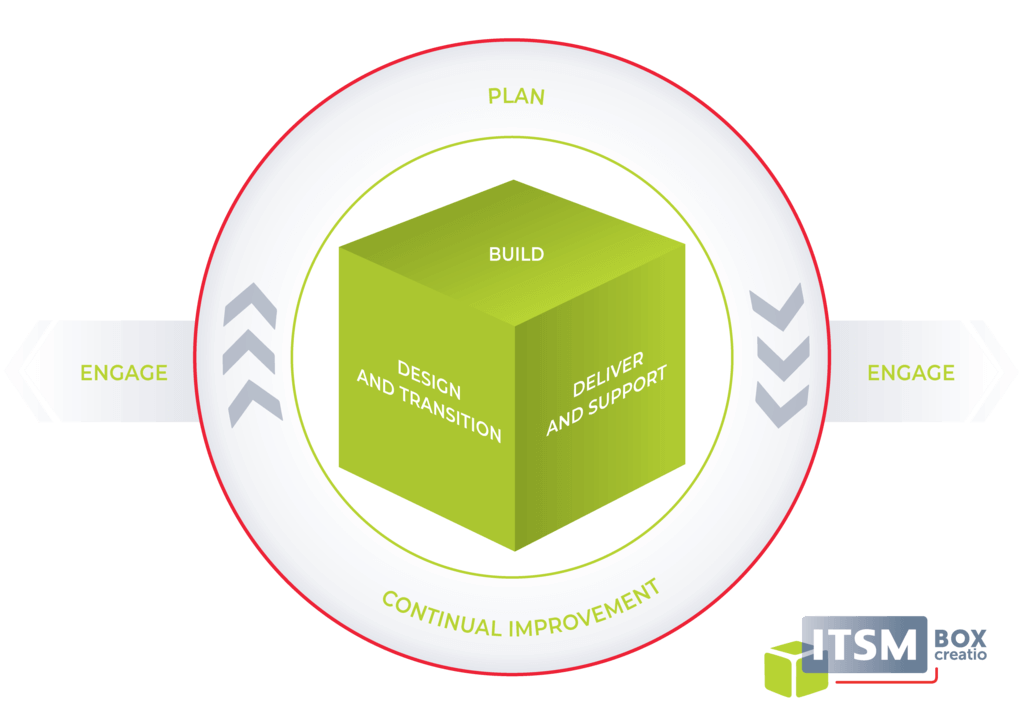 PLAN
BUILD
ENGAGE
DESIGN
AND TRANSITION
DELIVER
AND SUPPORT
ENGAGE
CONTINUAL IMPROVEMENT
ITSM BOX
creatio